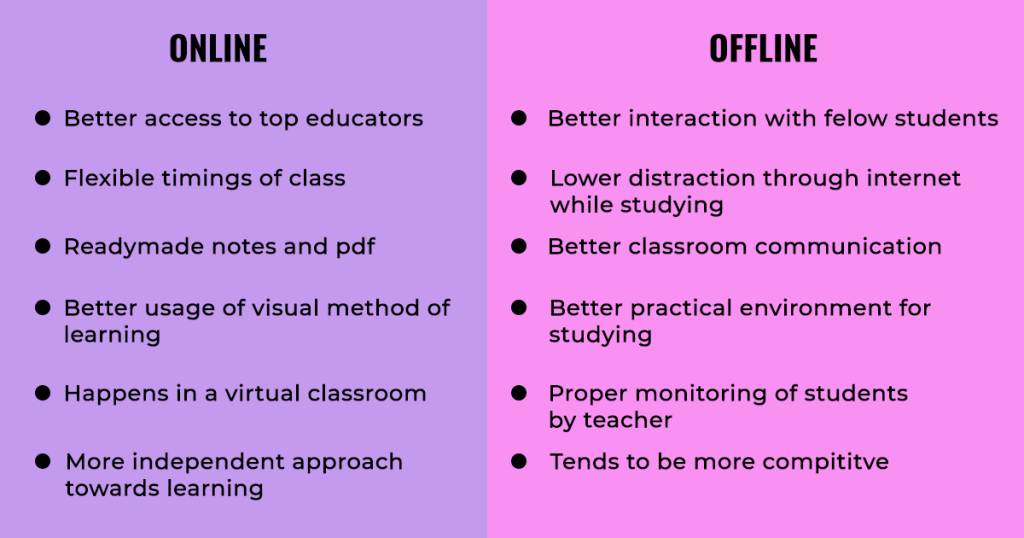 ONLINE
Better access to top educators
Flexible timings of class
Readymade notes and pdf
Better usage of visual method of
learning
Happens in a virtual classroom
More independent approach
towards learning
OFFLINE
Better interaction with felow students
Lower distraction through internet
while studying
Better classroom communication
Better practical environment for
studying
Proper monitoring of students
by teacher
Tends to be more compititve